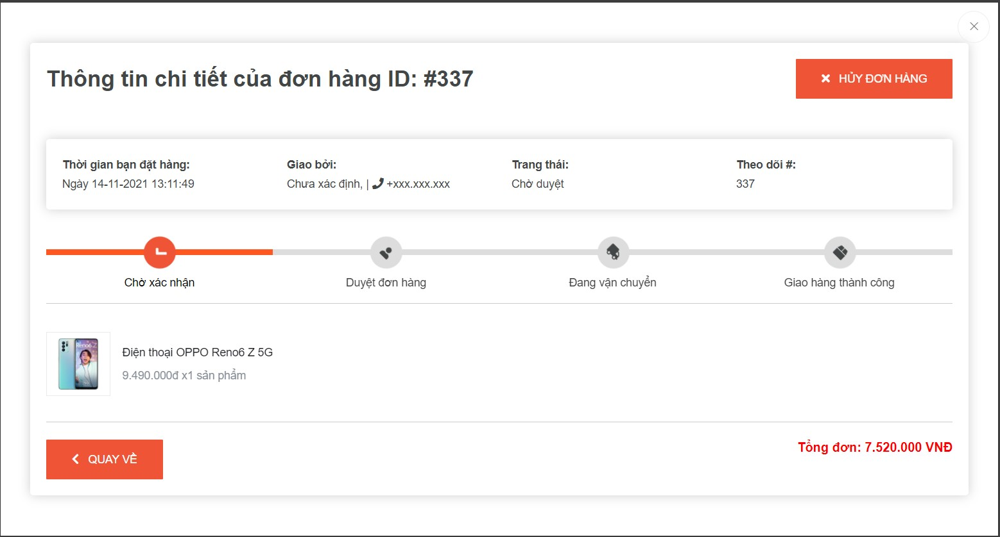 Thông tin chi tiết của đơn hàng ID: #337
HỦY ĐƠN HÀNG
Thời gian bạn đặt hàng:
Ngày 14-11-2021 13:11:49
Giao bởi:
Chưa xác định, | +xxx.xxx.xxx
Trang thái:
Chờ duyệt
Theo dõi #:
337
Chờ xác nhận
Duyệt đơn hàng
Đang vận chuyển
Giao hàng thành công
Reno6 Z
Điện thoại OPPO Reno6 Z 5G
9.490.000đ x1 sản phẩm
QUAY VỀ
Tổng đơn: 7.520.000 VNĐ